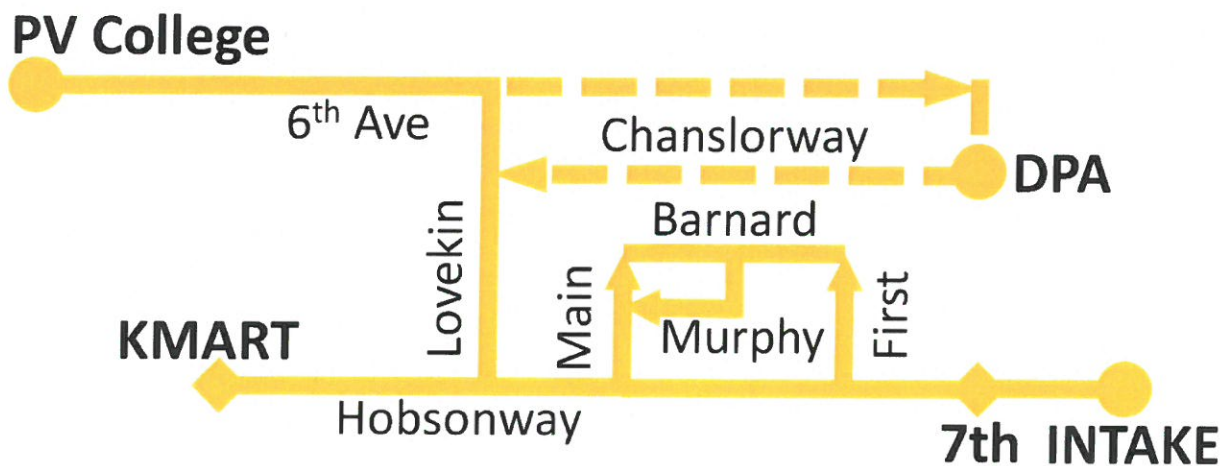 PV College
6th Ave
Chanslorway
DPA
Barnard
Lovekin
Main
Murphy
First
KMART
Hobsonway
7th INTAKE